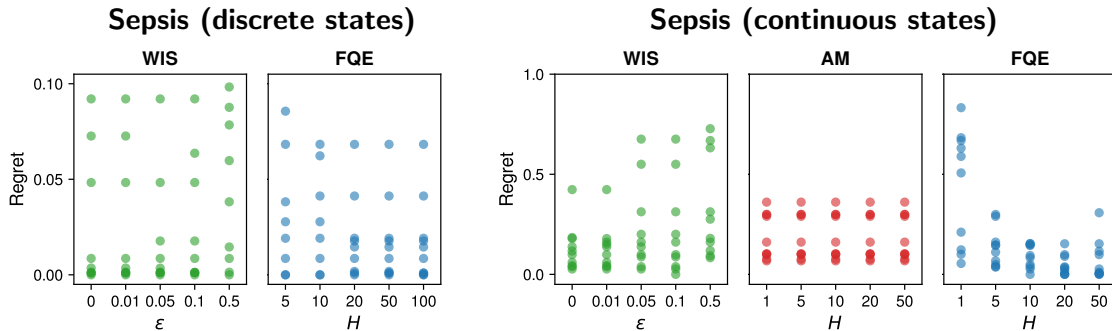 Sepsis (discrete states)
Sepsis (continuous states)
WIS
FQE
WIS
AM
FQE
Regret
0.10
0.05
0.00
0 0.01 0.05 0.1 0.5
ε
5 10 20 50 100
H
Regret
1.0
0.5
0.0
0 0.01 0.05 0.1 0.5
ε
1 5 10 20 50
H
1 5 10 20 50
H